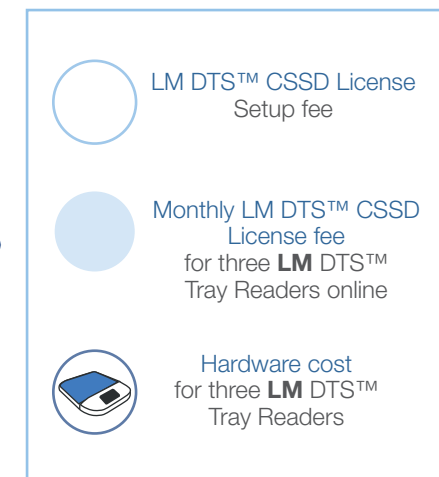 LM DTS™ CSSD License
Setup fee
Monthly LM DTS™ CSSD
License fee
for three LM DTS™
Tray Readers online
Hardware cost
for three LM DTS™
Tray Readers